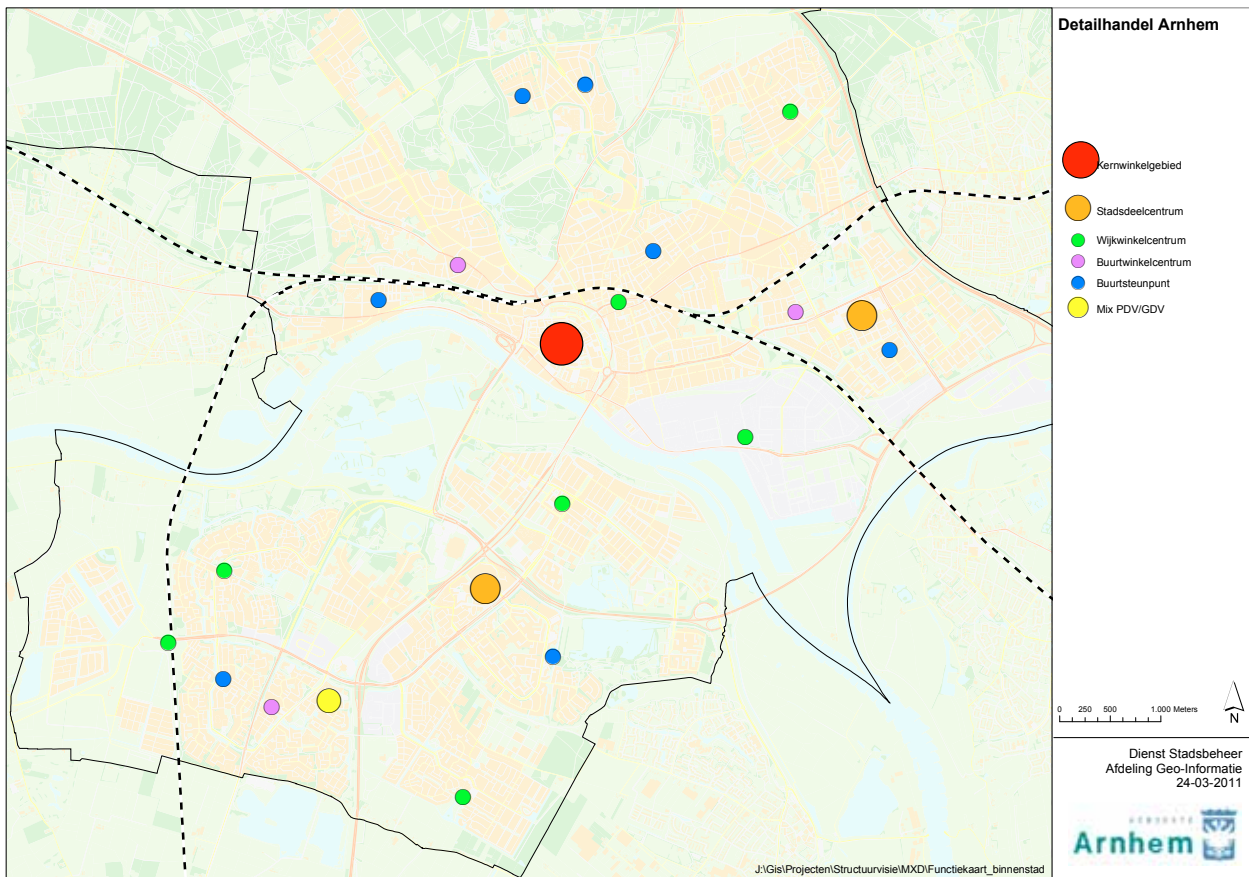 Detailhandel Arnhem
Kernwinkelgebied
Stadsdeelcentrum
Wijkwinkelcentrum
Buurtwinkelcentrum
Buurtsteunpunt
Mix PDV/GDV
0 250 500 1.000 Meters
N
Dienst Stadsbeheer
Afdeling Geo-Informatie
24-03-2011
GEMEENTE
Arnhem
J:\Gis\Projecten\Structuurvisie\MXD\Functiekaart_binnenstad